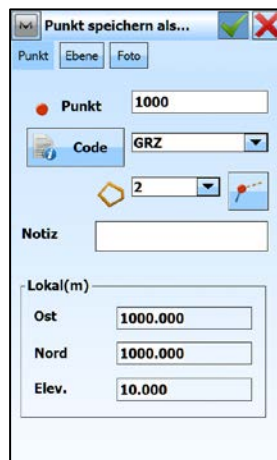 Punkt speichern als...
Punkt Ebene Foto
Punkt 1000
Code GRZ
2
Notiz
Lokal(m)
Ost 1000.000
Nord 1000.000
Elev. 10.000